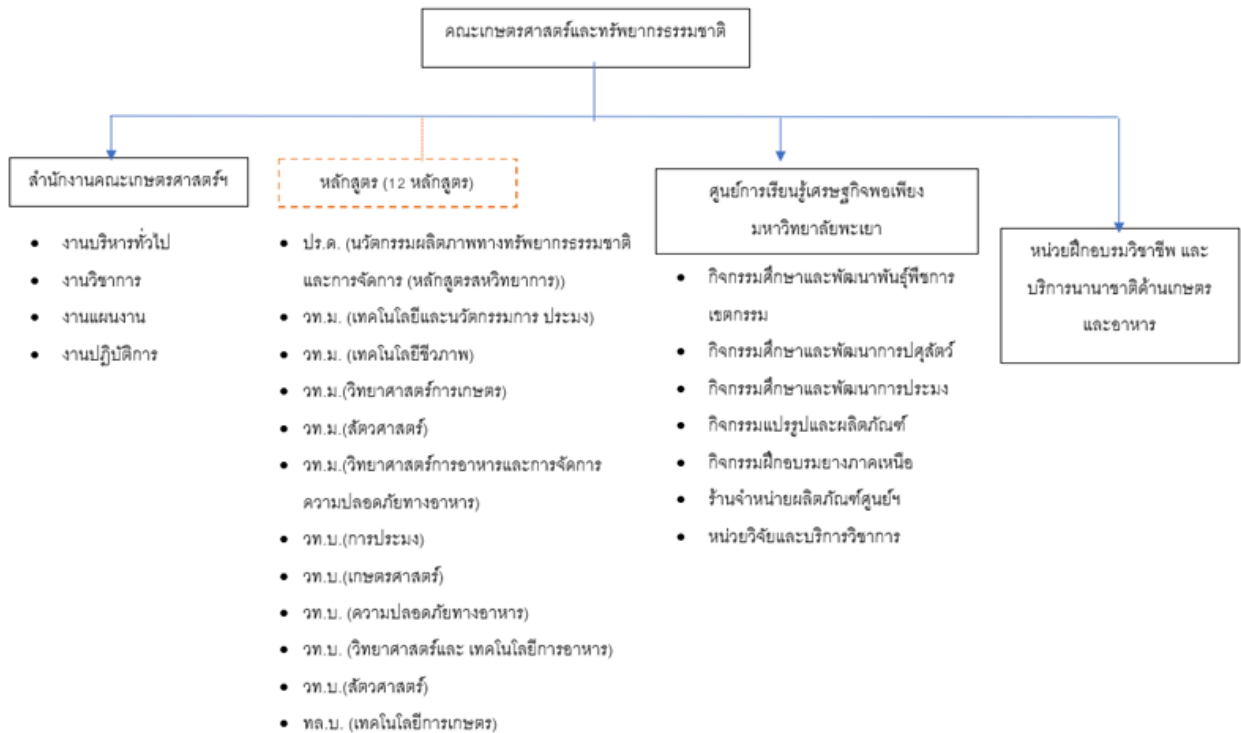 คณะเกษตรศาสตร์และทรัพยากรธรรมชาติ
สำนักงานคณะเกษตรศาสตร์ฯ
• งานบริหารทั่วไป
• งานวิชาการ
• งานแผนงาน
• งานปฏิบัติการ
หลักสูตร (12 หลักสูตร)
• ปร.ด. (นวัตกรรมผลิตภาพทางทรัพยากรธรรมชาติ
และการจัดการ (หลักสูตรสหวิทยาการ))
• วท.ม. (เทคโนโลยีและนวัตกรรมการ ประมง)
• วท.ม. (เทคโนโลยีชีวภาพ)
• วท.ม.(วิทยาศาสตร์การเกษตร)
• วท.ม.(สัตวศาสตร์)
• วท.ม.(วิทยาศาสตร์การอาหารและการจัดการ
ความปลอดภัยทางอาหาร)
• วท.บ.(การประมง)
• วท.บ.(เกษตรศาสตร์)
• วท.บ. (ความปลอดภัยทางอาหาร)
• วท.บ. (วิทยาศาสตร์และ เทคโนโลยีการอาหาร)
• วท.บ.(สัตวศาสตร์)
• ทล.บ. (เทคโนโลยีการเกษตร)
ศูนย์การเรียนรู้เศรษฐกิจพอเพียง
มหาวิทยาลัยพะเยา
• กิจกรรมศึกษาและพัฒนาพันธุ์พืชการ
เขตกรรม
• กิจกรรมศึกษาและพัฒนาการปศุสัตว์
• กิจกรรมศึกษาและพัฒนาการประมง
• กิจกรรมแปรรูปและผลิตภัณฑ์
• กิจกรรมฝึกอบรมยางภาคเหนือ
• ร้านจำหน่ายผลิตภัณฑ์ศูนย์ฯ
• หน่วยวิจัยและบริการวิชาการ
หน่วยฝึกอบรมวิชาชีพ และ
บริการนานาชาติด้านเกษตร
และอาหาร